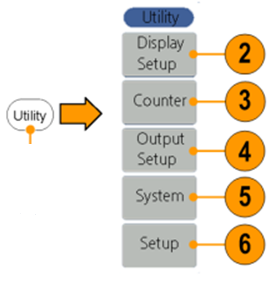 Utility
Display
Setup
2
Counter
3
Output
Setup
4
Utility
System
5
Setup
6